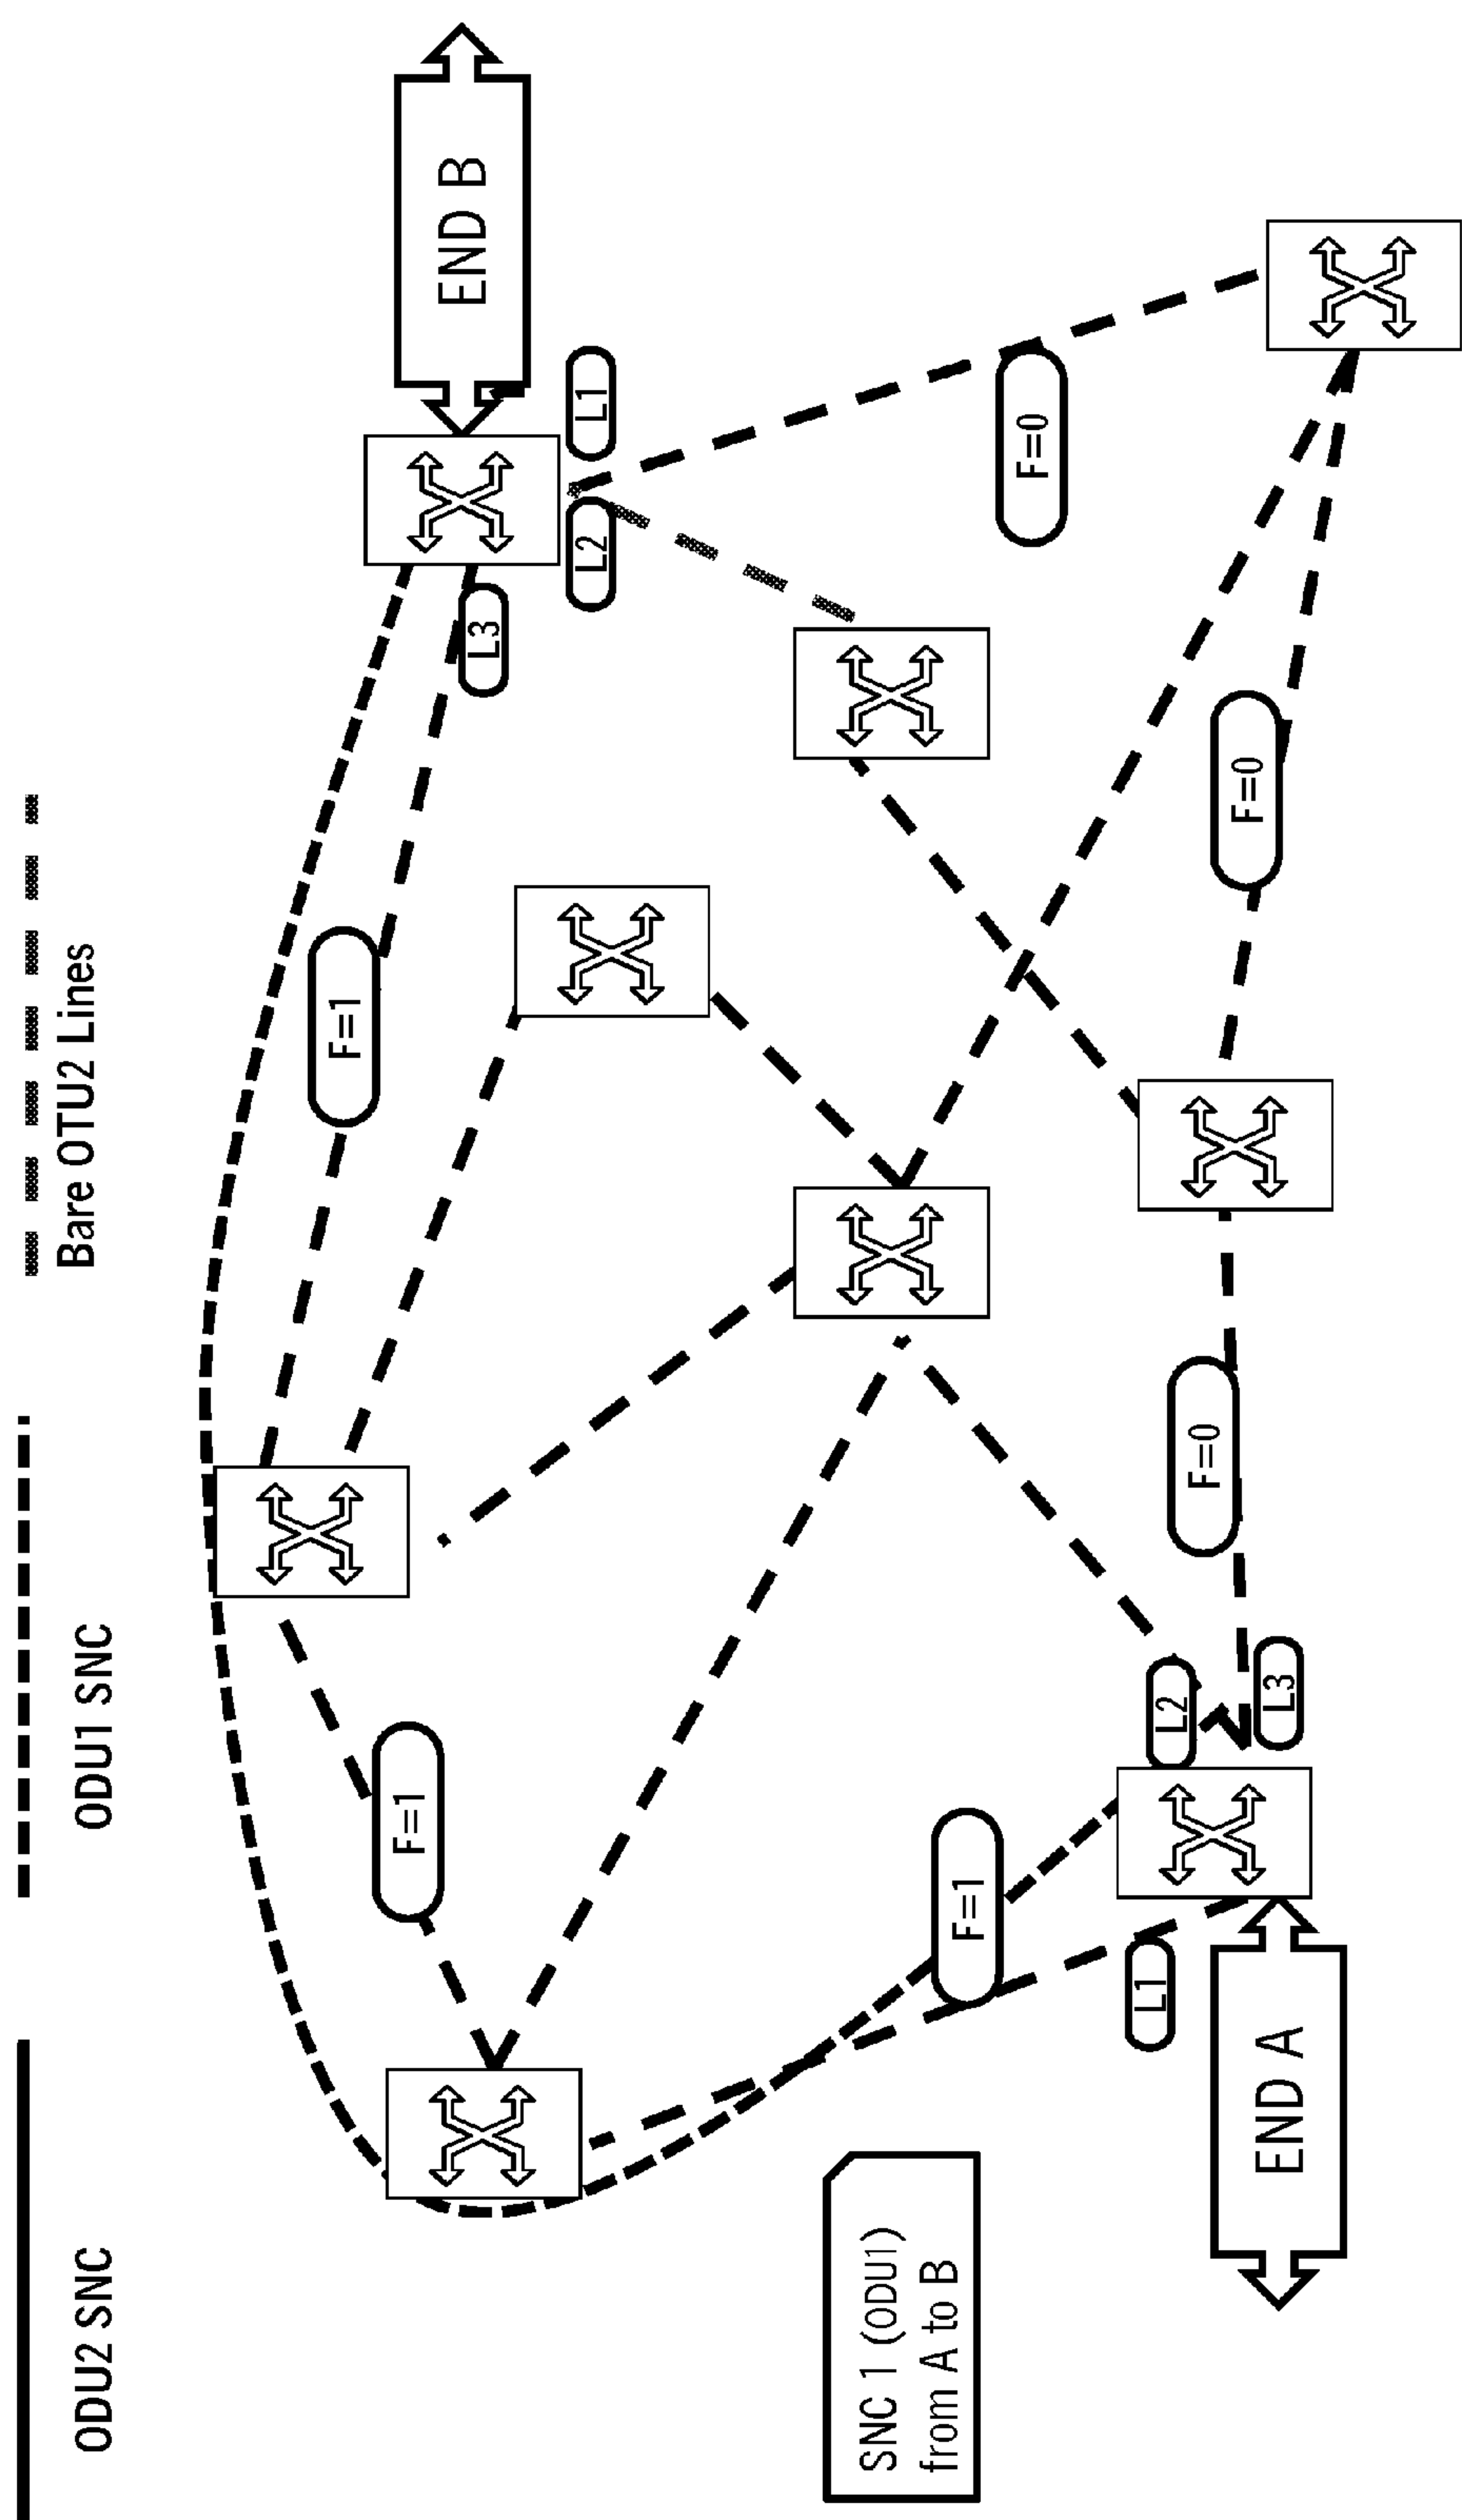 ODU2 SNC
ODU1 SNC
Bare OTU2 Lines
F=1
F=1
L3
END B
L2
L1
SNC 1 (ODU1)
from A to B
F=1
F=0
L1
L2
F=0
F=0
END A
L3